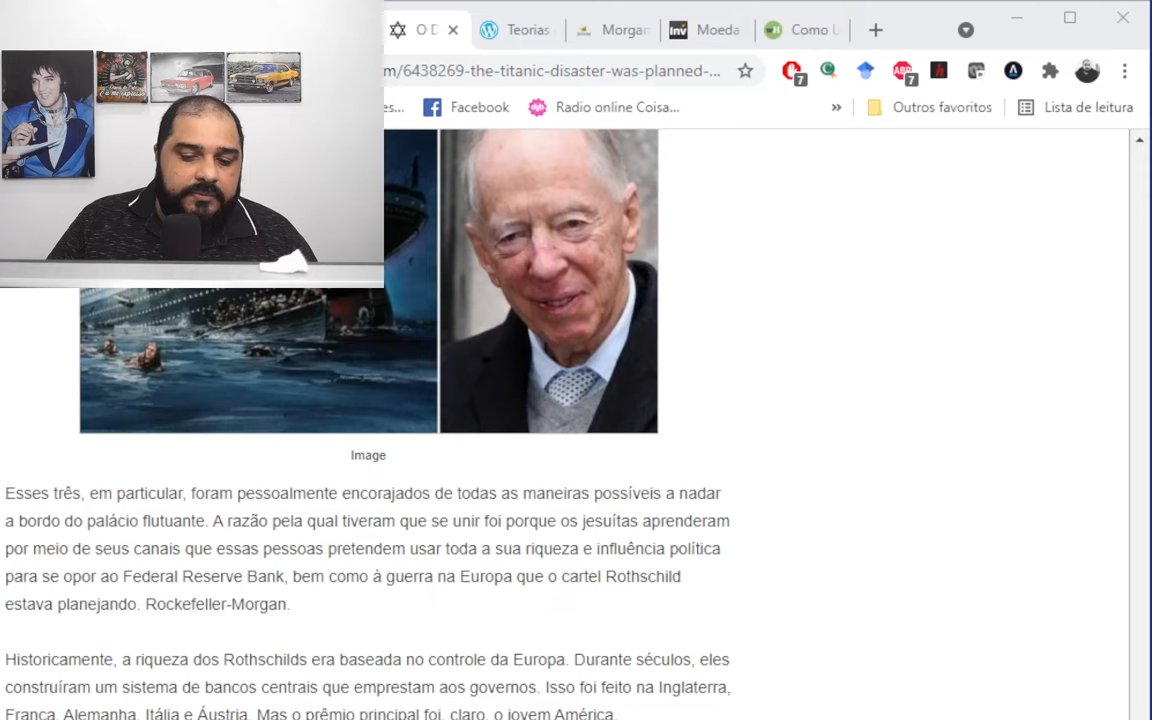 O D
Teorias
Morgan
Inv
Moeda
Como U
m/6438269-the-titanic-disaster-was-planned-...
7
ABP
7
es...
Facebook
Radio online Coisa...
»
Outros favoritos
Lista de leitura
Image
Esses três, em particular, foram pessoalmente encorajados de todas as maneiras possíveis a nadar
a bordo do palácio flutuante. A razão pela qual tiveram que se unir foi porque os jesuítas aprenderam
por meio de seus canais que essas pessoas pretendem usar toda a sua riqueza e influência política
para se opor ao Federal Reserve Bank, bem como à guerra na Europa que o cartel Rothschild
estava planejando. Rockefeller-Morgan.
Historicamente, a riqueza dos Rothschilds era baseada no controle da Europa. Durante séculos, eles
construíram um sistema de bancos centrais que emprestam aos governos. Isso foi feito na Inglaterra,
França, Alemanha, Itália e Áustria. Mas o prêmio principal foi, claro, o jovem América.